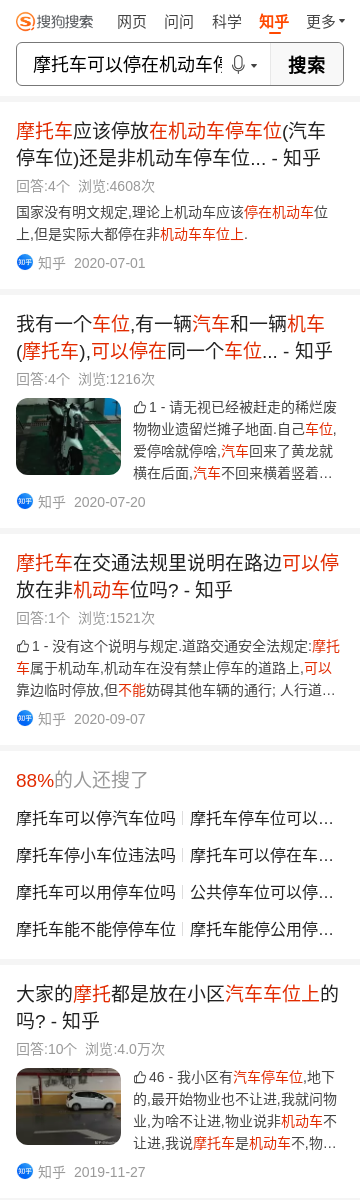 搜狗搜索 网页 问问 科学 知乎 更多
摩托车可以停在机动车停 搜索
摩托车应该停放在机动车停车位(汽车
停车位)还是非机动车停车位... - 知乎
回答:4个 浏览:4608次
国家没有明文规定,理论上机动车应该停在机动车位
上,但是实际大都停在非机动车车位上.
知乎 知乎 2020-07-01
我有一个车位,有一辆汽车和一辆机车
(摩托车),可以停在同一个车位... - 知乎
回答:4个 浏览:1216次
1 - 请无视已经被赶走的稀烂废
物物业遗留烂摊子地面.自己车位,
爱停啥就停啥,汽车回来了黄龙就
横在后面,汽车不回来横着竖着...
知乎 知乎 2020-07-20
摩托车在交通法规里说明在路边可以停
放在非机动车位吗? - 知乎
回答:1个 浏览:1521次
1 - 没有这个说明与规定.道路交通安全法规定:摩托
车属于机动车,机动车在没有禁止停车的道路上,可以
靠边临时停放,但不能妨碍其他车辆的通行; 人行道...
知乎 知乎 2020-09-07
88%的人还搜了
摩托车可以停汽车位吗 摩托车停车位可以...
摩托车停小车位违法吗 摩托车可以停在车...
摩托车可以用停车位吗 公共停车位可以停...
摩托车能不能停停车位 摩托车能停公用停...
大家的摩托都是放在小区汽车车位上的
吗? - 知乎
回答:10个 浏览:4.0万次
46 - 我小区有汽车停车位,地下
的,最开始物业也不让进,我就问物
业,为啥不让进,物业说非机动车不
让进,我说摩托车是机动车不,物...
知乎 知乎 2019-11-27